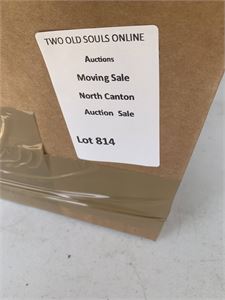 TWO OLD SOULS ONLINE
Auctions
Moving Sale
North Canton
Auction Sale
Lot 814